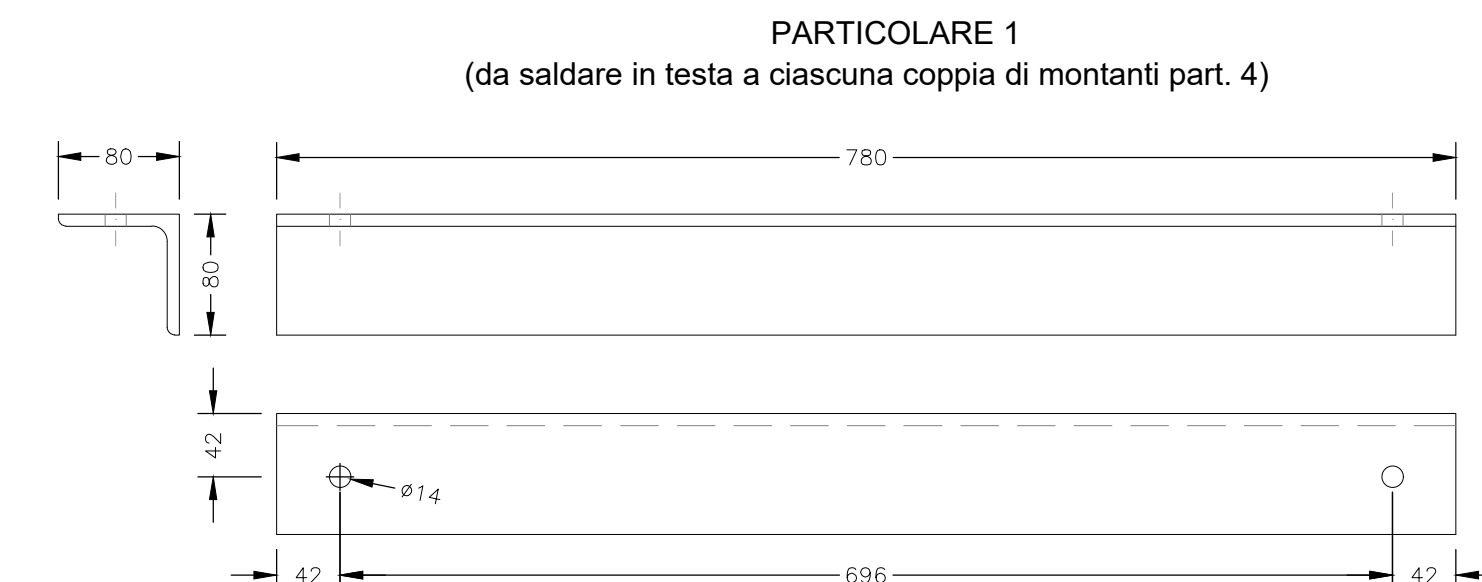 PARTICOLARE 1
(da saldare in testa a ciascuna coppia di montanti part. 4)
80
780
80
42
Ø14
42
696
42